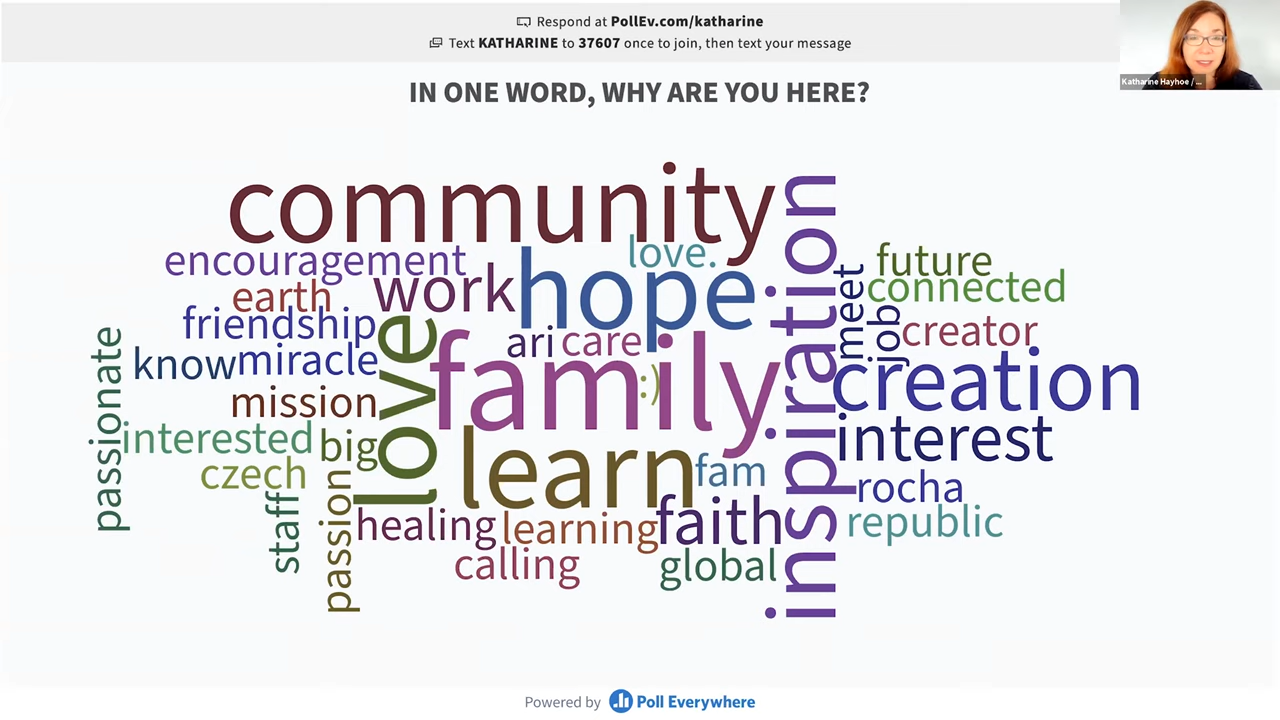 Respond at PollEv.com/katharine
Text KATHARINE to 37607 once to join, then text your message
Katharine Hayhoe / ...
IN ONE WORD, WHY ARE YOU HERE?
community
inspiration
encouragement
love.
hope
work
future
connected
meet
earth
friendship
ari
care
job
creator
know
miracle
love
family
:)
creation
passionate
mission
interested
big
learn
interest
czech
fam
rocha
staff
passion
healing
learning
faith
republic
calling
global
Powered by Poll Everywhere